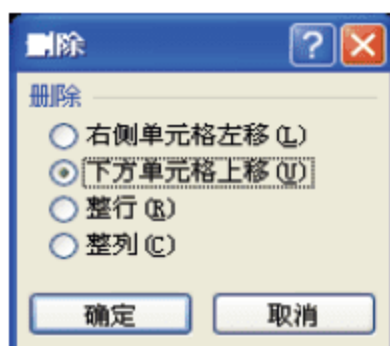 删除
删除
右侧单元格左移(L)
下方单元格上移(U)
整行(R)
整列(C)
确定 取消